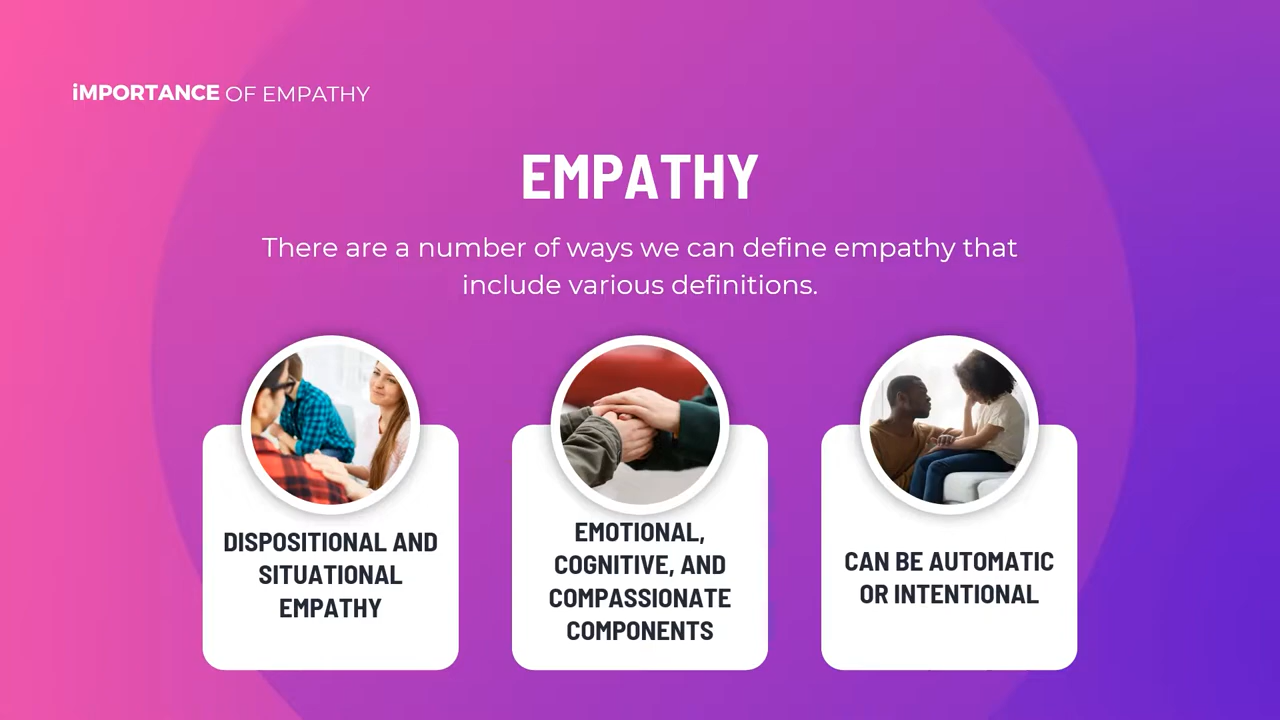 iMPORTANCE OF EMPATHY
EMPATHY
There are a number of ways we can define empathy that
include various definitions.
DISPOSITIONAL AND
SITUATIONAL
EMPATHY
EMOTIONAL,
COGNITIVE, AND
COMPASSIONATE
COMPONENTS
CAN BE AUTOMATIC
OR INTENTIONAL